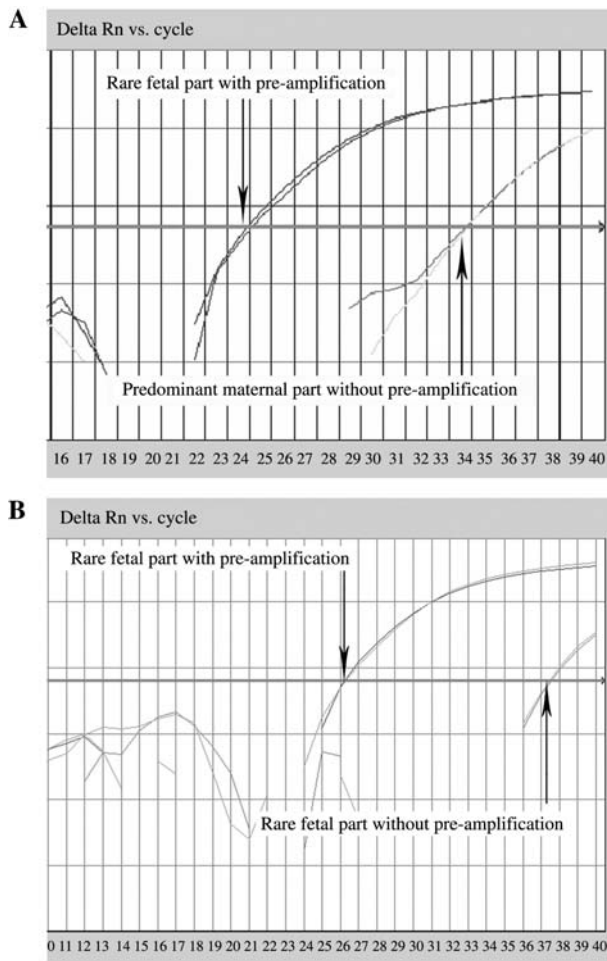 A
Delta Rn vs. cycle
Rare fetal part with pre-amplification
Predominant maternal part without pre-amplification
16 17 18 19 20 21 22 23 24 25 26 27 28 29 30 31 32 33 34 35 36 37 38 39 40
B
Delta Rn vs. cycle
Rare fetal part with pre-amplification
Rare fetal part without pre-amplification
0 11 12 13 14 15 16 17 18 19 20 21 22 23 24 25 26 27 28 29 30 31 32 33 34 35 36 37 38 39 40